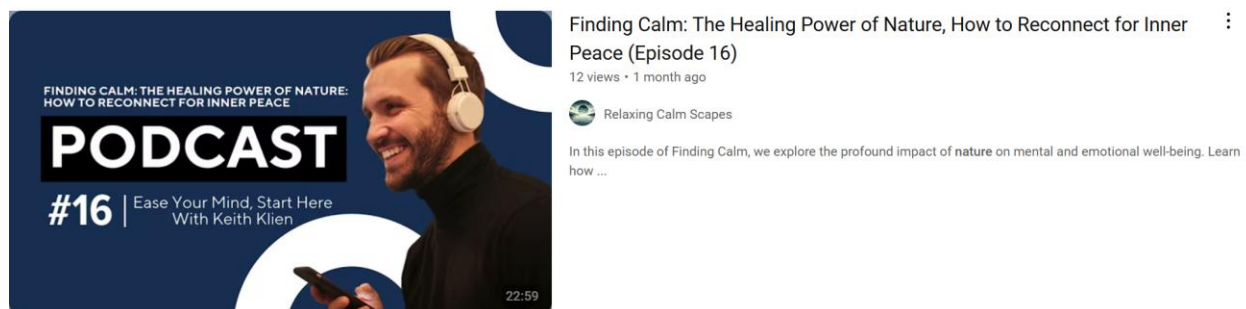 FINDING CALM: THE HEALING POWER OF NATURE:
HOW TO RECONNECT FOR INNER PEACE
PODCAST
#16 | Ease Your Mind, Start Here
With Keith Klien
22:59
Finding Calm: The Healing Power of Nature, How to Reconnect for Inner
Peace (Episode 16)
12 views • 1 month ago
Relaxing Calm Scapes
In this episode of Finding Calm, we explore the profound impact of nature on mental and emotional well-being. Learn
how ...